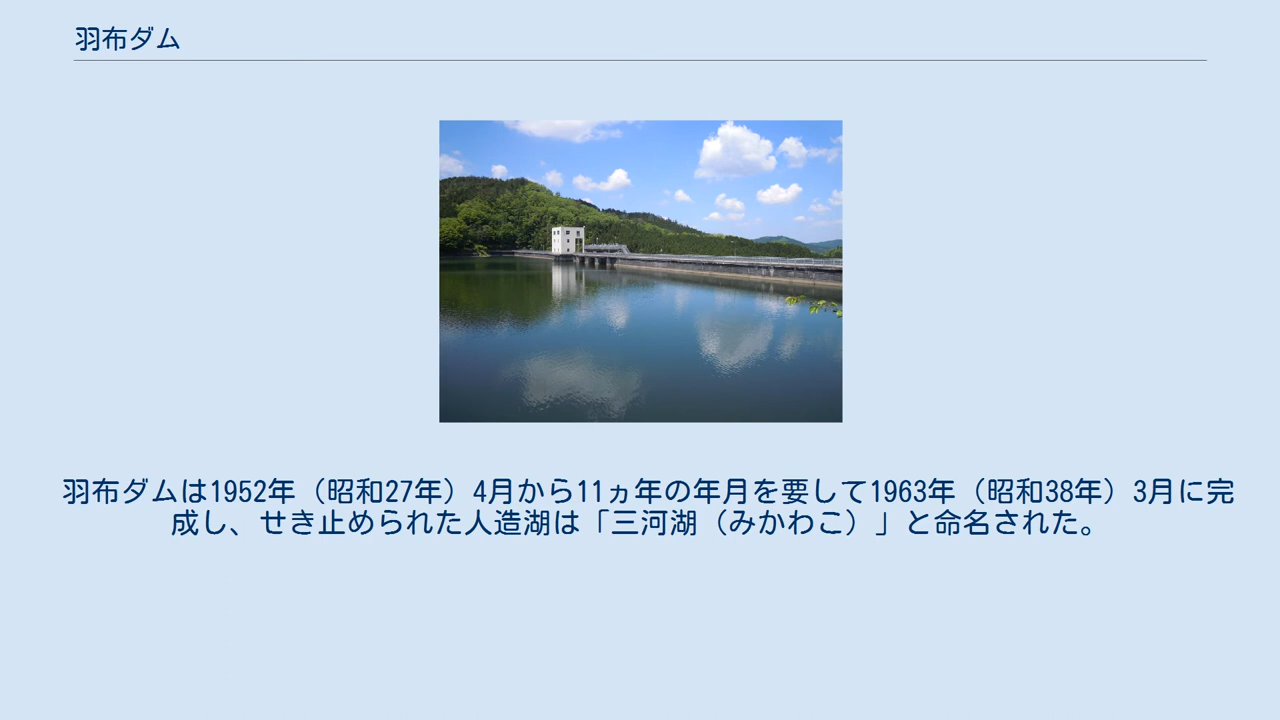 羽布ダム
羽布ダムは1952年（昭和27年）4月から11ヵ年の年月を要して1963年（昭和38年）3月に完
成し、せき止められた人造湖は「三河湖（みかわこ）」と命名された。